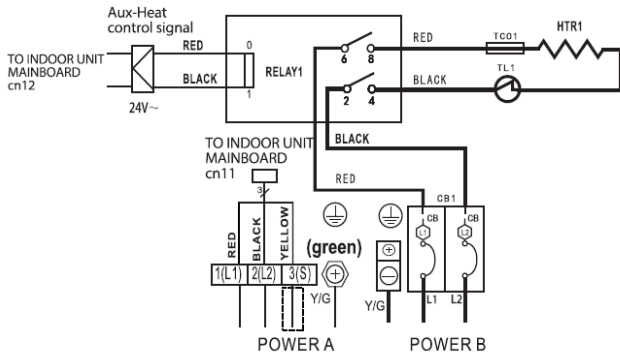 Aux-Heat
control signal
TO INDOOR UNIT
MAINBOARD
cn12
RED
BLACK
24V~
0
1
RELAY1
6 8
2 4
RED
TCO1
HTR1
BLACK
TL1
BLACK
RED
TO INDOOR UNIT
MAINBOARD
cn11
3
RED
BLACK
YELLOW
(green)
1(L1) 2(L2) 3(S)
Y/G
Y/G
CB1
CB CB
L1 L2
L1 L2
POWER A
POWER B